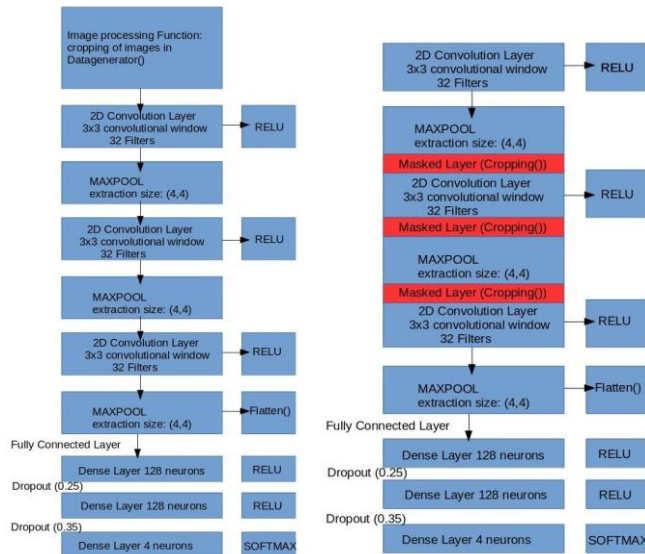 Image processing Function:
cropping of images in
Datagenerator()
2D Convolution Layer
3x3 convolutional window
32 Filters
RELU
MAXPOOL
extraction size: (4,4)
2D Convolution Layer
3x3 convolutional window
32 Filters
RELU
MAXPOOL
extraction size: (4,4)
2D Convolution Layer
3x3 convolutional window
32 Filters
RELU
MAXPOOL
extraction size: (4,4)
Flatten()
Fully Connected Layer
Dense Layer 128 neurons
RELU
Dropout (0.25)
Dense Layer 128 neurons
RELU
Dropout (0.35)
Dense Layer 4 neurons
SOFTMAX
2D Convolution Layer
3x3 convolutional window
32 Filters
RELU
MAXPOOL
extraction size: (4,4)
Masked Layer (Cropping())
2D Convolution Layer
3x3 convolutional window
32 Filters
RELU
Masked Layer (Cropping())
MAXPOOL
extraction size: (4,4)
Masked Layer (Cropping())
2D Convolution Layer
3x3 convolutional window
32 Filters
RELU
MAXPOOL
extraction size: (4,4)
Flatten()
Fully Connected Layer
Dense Layer 128 neurons
RELU
Dropout (0.25)
Dense Layer 128 neurons
RELU
Dropout (0.35)
Dense Layer 4 neurons
SOFTMAX